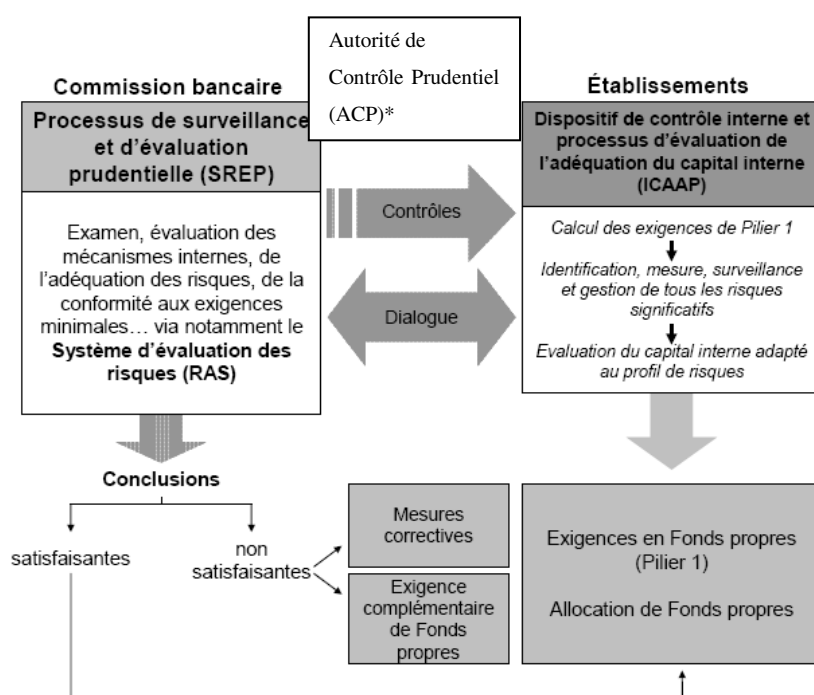 Autorité de
Contrôle Prudentiel
(ACP)*
Commission bancaire
Processus de surveillance
et d'évaluation
prudentielle (SREP)
Examen, évaluation des
mécanismes internes, de
l'adéquation des risques, de la
conformité aux exigences
minimales… via notamment le
Système d'évaluation des
risques (RAS)
Contrôles
Dialogue
Établissements
Dispositif de contrôle interne et
processus d'évaluation de
l'adéquation du capital interne
(ICAAP)
Calcul des exigences de Pilier 1
Identification, mesure, surveillance
et gestion de tous les risques
significatifs
Evaluation du capital interne adapté
au profil de risques
Conclusions
satisfaisantes
non
satisfaisantes
Mesures
correctives
Exigence
complémentaire
de Fonds
propres
Exigences en Fonds propres
(Pilier 1)
Allocation de Fonds propres